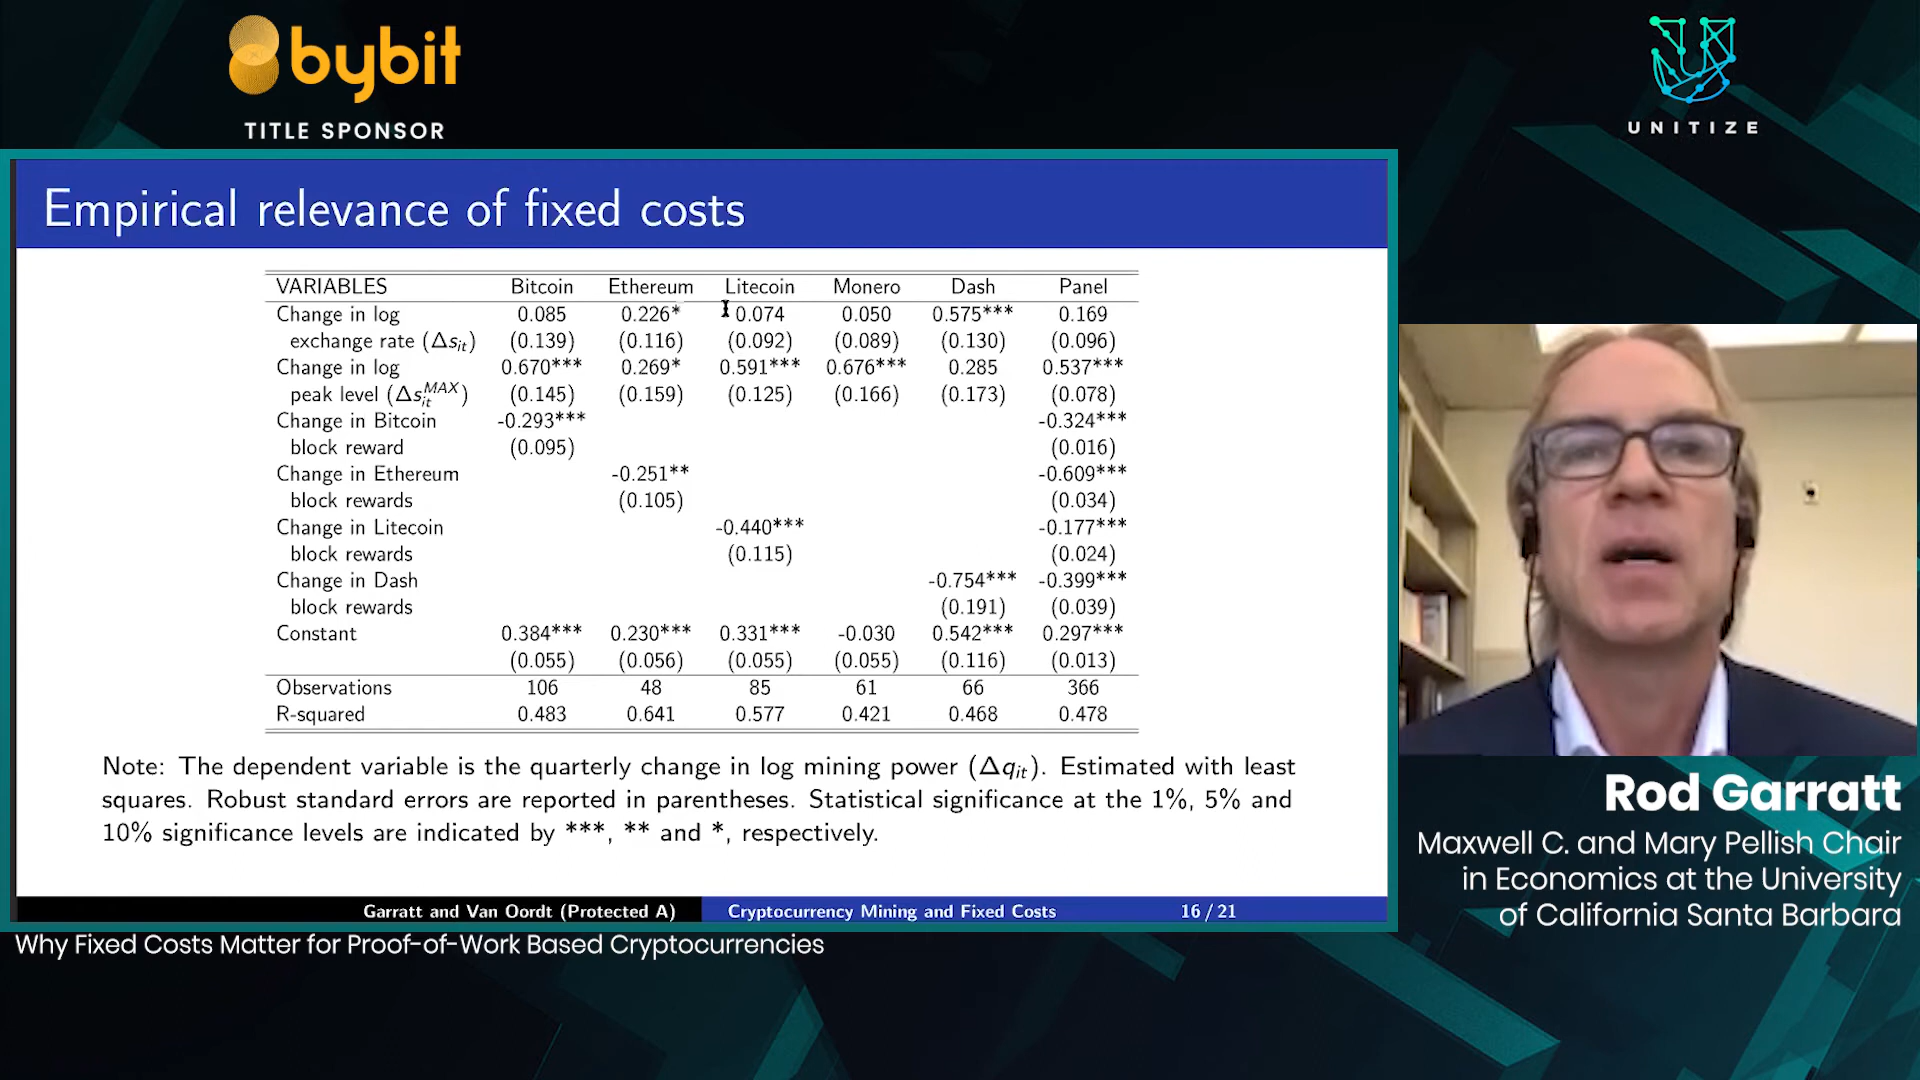 bybit
TITLE SPONSOR
UNITIZE
Empirical relevance of fixed costs
VARIABLES Bitcoin Ethereum Litecoin Monero Dash Panel
Change in log 0.085 0.226* 0.074 0.050 0.575*** 0.169
exchange rate (Δsᵢₜ) (0.139) (0.116) (0.092) (0.089) (0.130) (0.096)
Change in log 0.670*** 0.269* 0.591*** 0.676*** 0.285 0.537***
peak level (Δsᵢₜᴹᴬˣ) (0.145) (0.159) (0.125) (0.166) (0.173) (0.078)
Change in Bitcoin -0.293*** -0.324***
block reward (0.095) (0.016)
Change in Ethereum -0.251** -0.609***
block rewards (0.105) (0.034)
Change in Litecoin -0.440*** -0.177***
block rewards (0.115) (0.024)
Change in Dash -0.754*** -0.399***
block rewards (0.191) (0.039)
Constant 0.384*** 0.230*** 0.331*** -0.030 0.542*** 0.297***
(0.055) (0.056) (0.055) (0.055) (0.116) (0.013)
Observations 106 48 85 61 66 366
R-squared 0.483 0.641 0.577 0.421 0.468 0.478
Note: The dependent variable is the quarterly change in log mining power (Δqᵢₜ). Estimated with least
squares. Robust standard errors are reported in parentheses. Statistical significance at the 1%, 5% and
10% significance levels are indicated by ***, ** and *, respectively.
Garratt and Van Oordt (Protected A) Cryptocurrency Mining and Fixed Costs 16 / 21
Why Fixed Costs Matter for Proof-of-Work Based Cryptocurrencies
Rod Garratt
Maxwell C. and Mary Pellish Chair
in Economics at the University
of California Santa Barbara